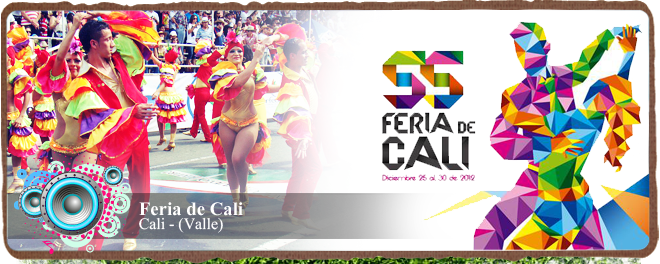 55
FERIA DE
CALI
Diciembre 25 al 30 de 2012
Feria de Cali
Cali - (Valle)